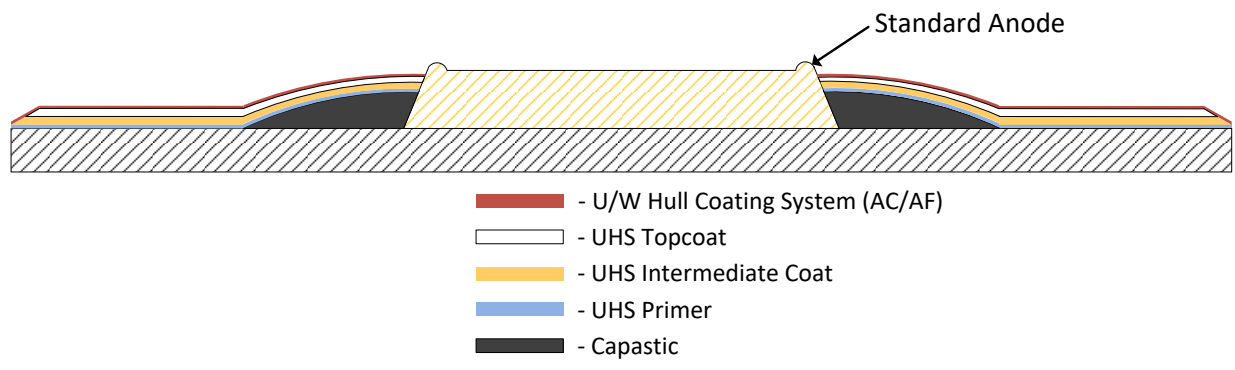 Standard Anode
- U/W Hull Coating System (AC/AF)
- UHS Topcoat
- UHS Intermediate Coat
- UHS Primer
- Capastic